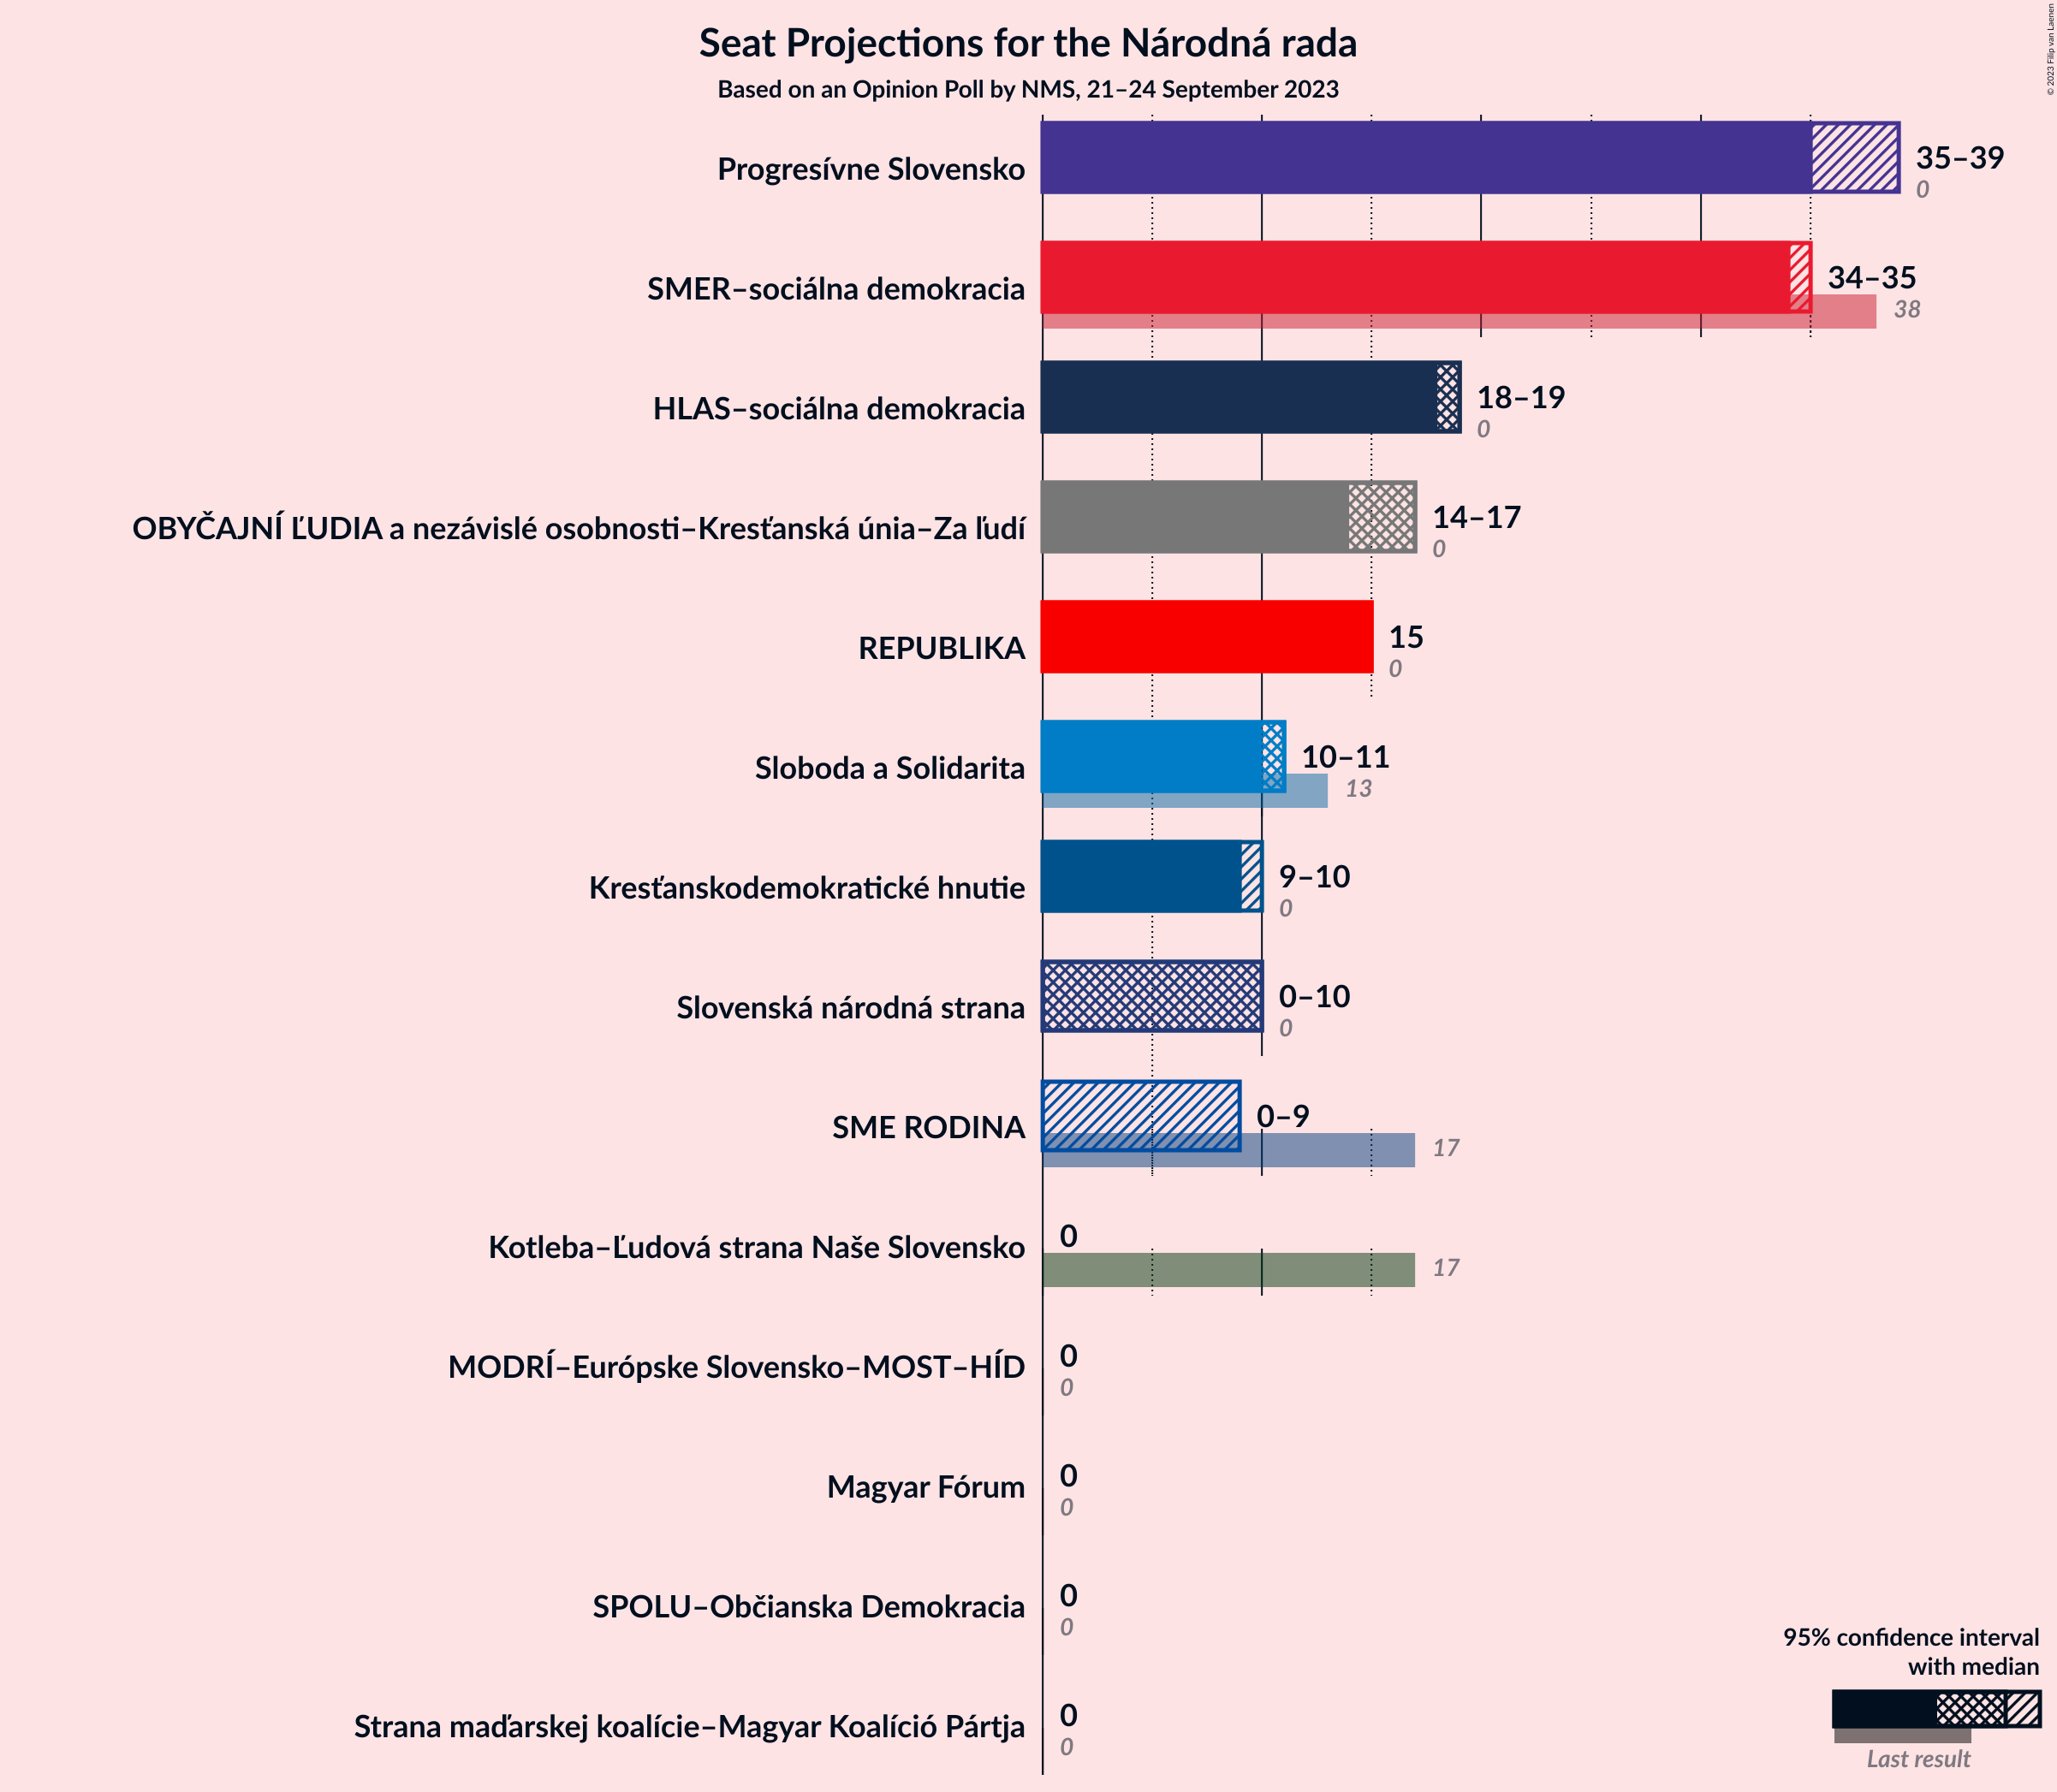 Seat Projections for the Národná rada
Based on an Opinion Poll by NMS, 21–24 September 2023
© 2023 Filip van Laenen
Progresívne Slovensko
35–39
0
SMER–sociálna demokracia
34–35
38
HLAS–sociálna demokracia
18–19
0
OBYČAJNÍ ĽUDIA a nezávislé osobnosti–Kresťanská únia–Za ľudí
14–17
0
REPUBLIKA
15
0
Sloboda a Solidarita
10–11
13
Kresťanskodemokratické hnutie
9–10
0
Slovenská národná strana
0–10
0
SME RODINA
0–9
17
Kotleba–Ľudová strana Naše Slovensko
0
17
MODRÍ–Európske Slovensko–MOST–HÍD
0
0
Magyar Fórum
0
0
SPOLU–Občianska Demokracia
0
0
Strana maďarskej koalície–Magyar Koalíció Pártja
0
0
95% confidence interval
with median
Last result